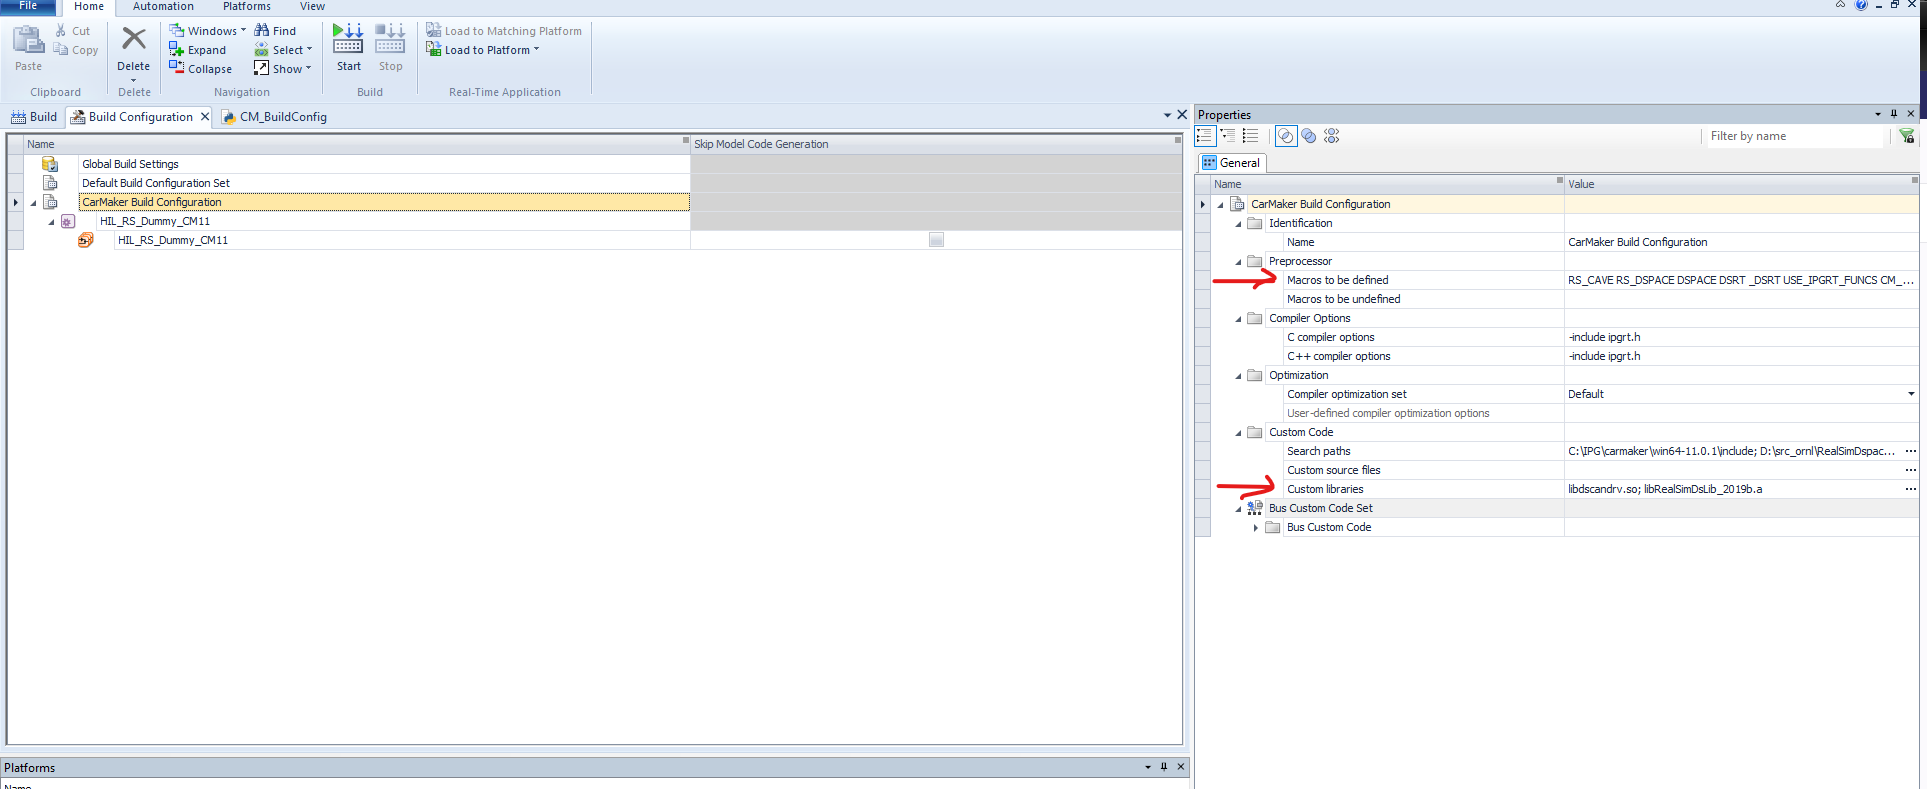 File Home Automation Platforms View
Cut Windows Find Load to Matching Platform
Copy Expand Select Load to Platform
Paste Delete Collapse Show Start Stop
Clipboard Delete Navigation Build Real-Time Application
Build Build Configuration CM_BuildConfig
Name Skip Model Code Generation
Global Build Settings
Default Build Configuration Set
CarMaker Build Configuration
HIL_RS_Dummy_CM11
HIL_RS_Dummy_CM11
Platforms
Name
Properties
Filter by name
General
Name Value
CarMaker Build Configuration
Identification
Name CarMaker Build Configuration
Preprocessor
Macros to be defined RS_CAVE RS_DSPACE DSPACE DSRT _DSRT USE_IPGRT_FUNCS CM_...
Macros to be undefined
Compiler Options
C compiler options -include ipgrt.h
C++ compiler options -include ipgrt.h
Optimization
Compiler optimization set Default
User-defined compiler optimization options
Custom Code
Search paths C:\IPG\carmaker\win64-11.0.1\include; D:\src_ornl\RealSimDspac... ...
Custom source files ...
Custom libraries libdscandrv.so; libRealSimDsLib_2019b.a ...
Bus Custom Code Set
Bus Custom Code